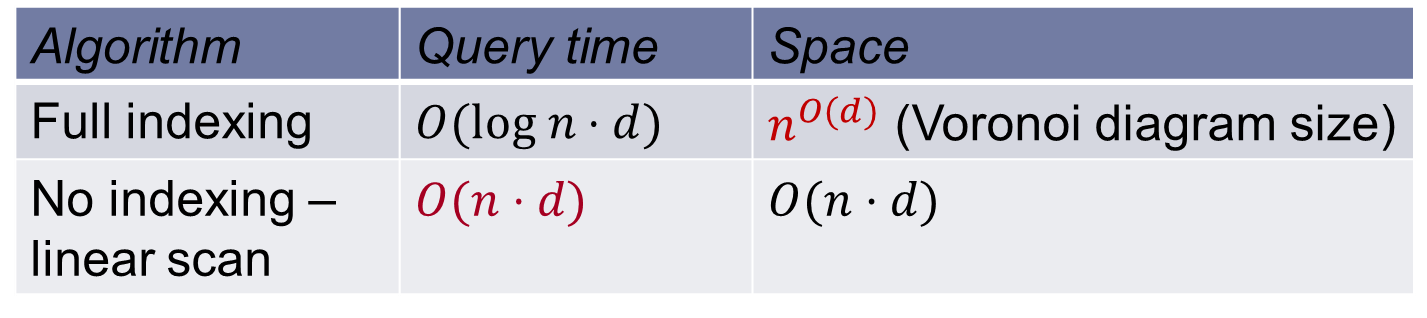 Algorithm Query time Space
Full indexing O(log n · d) n^{O(d)} (Voronoi diagram size)
No indexing – O(n · d) O(n · d)
linear scan